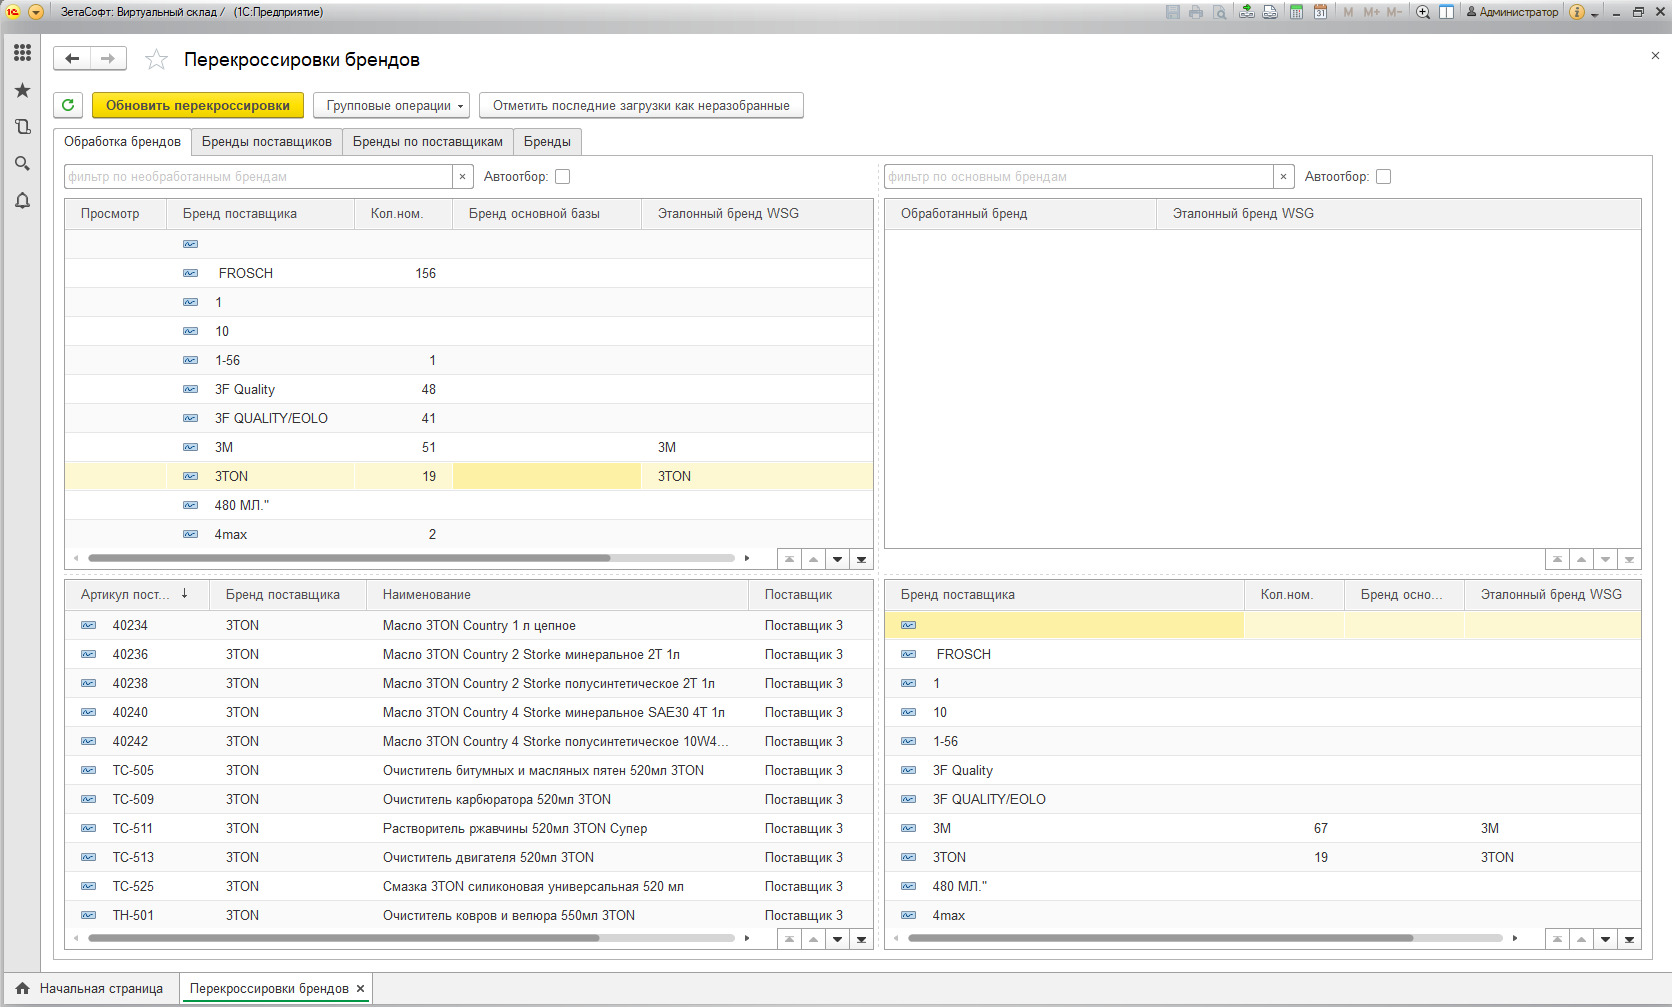 ЗетаСофт: Виртуальный склад / (1С:Предприятие)
M M+ M- Администратор
Перекроссировки брендов
Обновить перекроссировки Групповые операции Отметить последние загрузки как неразобранные
Обработка брендов Бренды поставщиков Бренды по поставщикам Бренды
фильтр по необработанным брендам × Автоотбор:
фильтр по основным брендам × Автоотбор:
Просмотр Бренд поставщика Кол.ном. Бренд основной базы Эталонный бренд WSG
FROSCH 156
1
10
1-56 1
3F Quality 48
3F QUALITY/EOLO 41
3M 51 3M
3TON 19 3TON
480 МЛ."
4max 2
Обработанный бренд Эталонный бренд WSG
Артикул пост... ↓ Бренд поставщика Наименование Поставщик
40234 3TON Масло 3TON Country 1 л цепное Поставщик 3
40236 3TON Масло 3TON Country 2 Storke минеральное 2T 1л Поставщик 3
40238 3TON Масло 3TON Country 2 Storke полусинтетическое 2T 1л Поставщик 3
40240 3TON Масло 3TON Country 4 Storke минеральное SAE30 4T 1л Поставщик 3
40242 3TON Масло 3TON Country 4 Storke полусинтетическое 10W4... Поставщик 3
ТС-505 3TON Очиститель битумных и масляных пятен 520мл 3TON Поставщик 3
ТС-509 3TON Очиститель карбюратора 520мл 3TON Поставщик 3
ТС-511 3TON Растворитель ржавчины 520мл 3TON Супер Поставщик 3
ТС-513 3TON Очиститель двигателя 520мл 3TON Поставщик 3
ТС-525 3TON Смазка 3TON силиконовая универсальная 520 мл Поставщик 3
ТН-501 3TON Очиститель ковров и велюра 550мл 3TON Поставщик 3
Бренд поставщика Кол.ном. Бренд осно... Эталонный бренд WSG
FROSCH
1
10
1-56
3F Quality
3F QUALITY/EOLO
3M 67 3M
3TON 19 3TON
480 МЛ."
4max
Начальная страница Перекроссировки брендов ×